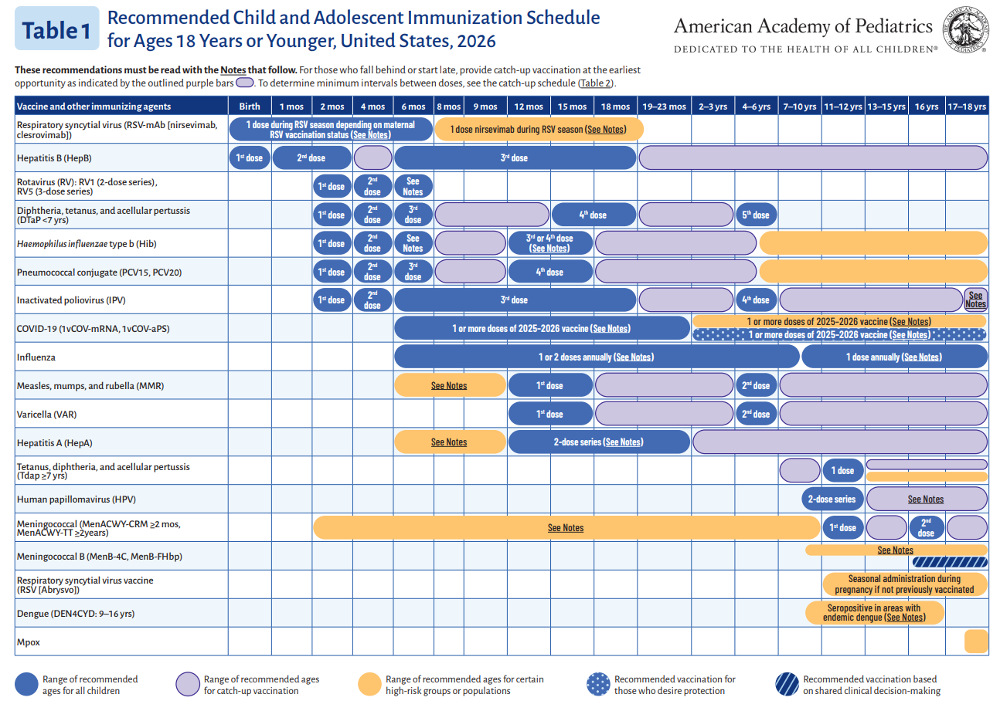 Table 1
Recommended Child and Adolescent Immunization Schedule
for Ages 18 Years or Younger, United States, 2026
American Academy of Pediatrics
DEDICATED TO THE HEALTH OF ALL CHILDREN®
These recommendations must be read with the Notes that follow. For those who fall behind or start late, provide catch-up vaccination at the earliest
opportunity as indicated by the outlined purple bars. To determine minimum intervals between doses, see the catch-up schedule (Table 2).
Vaccine and other immunizing agents Birth 1 mos 2 mos 4 mos 6 mos 8 mos 9 mos 12 mos 15 mos 18 mos 19–23 mos 2–3 yrs 4–6 yrs 7–10 yrs 11–12 yrs 13–15 yrs 16 yrs 17–18 yrs
Respiratory syncytial virus (RSV-mAb [nirsevimab,
clesrovimab])
1 dose during RSV season depending on maternal
RSV vaccination status (See Notes)
1 dose nirsevimab during RSV season (See Notes)
Hepatitis B (HepB) 1st dose 2nd dose 3rd dose
Rotavirus (RV): RV1 (2-dose series),
RV5 (3-dose series)
1st dose
2nd
dose
See
Notes
Diphtheria, tetanus, and acellular pertussis
(DTaP <7 yrs)
1st dose
2nd
dose
3rd
dose
4th dose
5th dose
Haemophilus influenzae type b (Hib)
1st dose
2nd
dose
See
Notes
3rd or 4th dose
(See Notes)
Pneumococcal conjugate (PCV15, PCV20)
1st dose
2nd
dose
3rd
dose
4th dose
Inactivated poliovirus (IPV)
1st dose
2nd
dose
3rd dose
4th dose
See
Notes
COVID-19 (1vCOV-mRNA, 1vCOV-aPS)
1 or more doses of 2025-2026 vaccine (See Notes)
1 or more doses of 2025-2026 vaccine (See Notes)
1 or more doses of 2025-2026 vaccine (See Notes)
Influenza 1 or 2 doses annually (See Notes) 1 dose annually (See Notes)
Measles, mumps, and rubella (MMR) See Notes 1st dose 2nd dose
Varicella (VAR) 1st dose 2nd dose
Hepatitis A (HepA) See Notes 2-dose series (See Notes)
Tetanus, diphtheria, and acellular pertussis
(Tdap ≥7 yrs)
1 dose
Human papillomavirus (HPV) 2-dose series See Notes
Meningococcal (MenACWY-CRM ≥2 mos,
MenACWY-TT ≥2years)
See Notes
1st dose
2nd
dose
Meningococcal B (MenB-4C, MenB-FHbp) See Notes
Respiratory syncytial virus vaccine
(RSV [Abrysvo])
Seasonal administration during
pregnancy if not previously vaccinated
Dengue (DEN4CYD: 9–16 yrs)
Seropositive in areas with
endemic dengue (See Notes)
Mpox
Range of recommended
ages for all children
Range of recommended ages
for catch-up vaccination
Range of recommended ages for certain
high-risk groups or populations
Recommended vaccination for
those who desire protection
Recommended vaccination based
on shared clinical decision-making